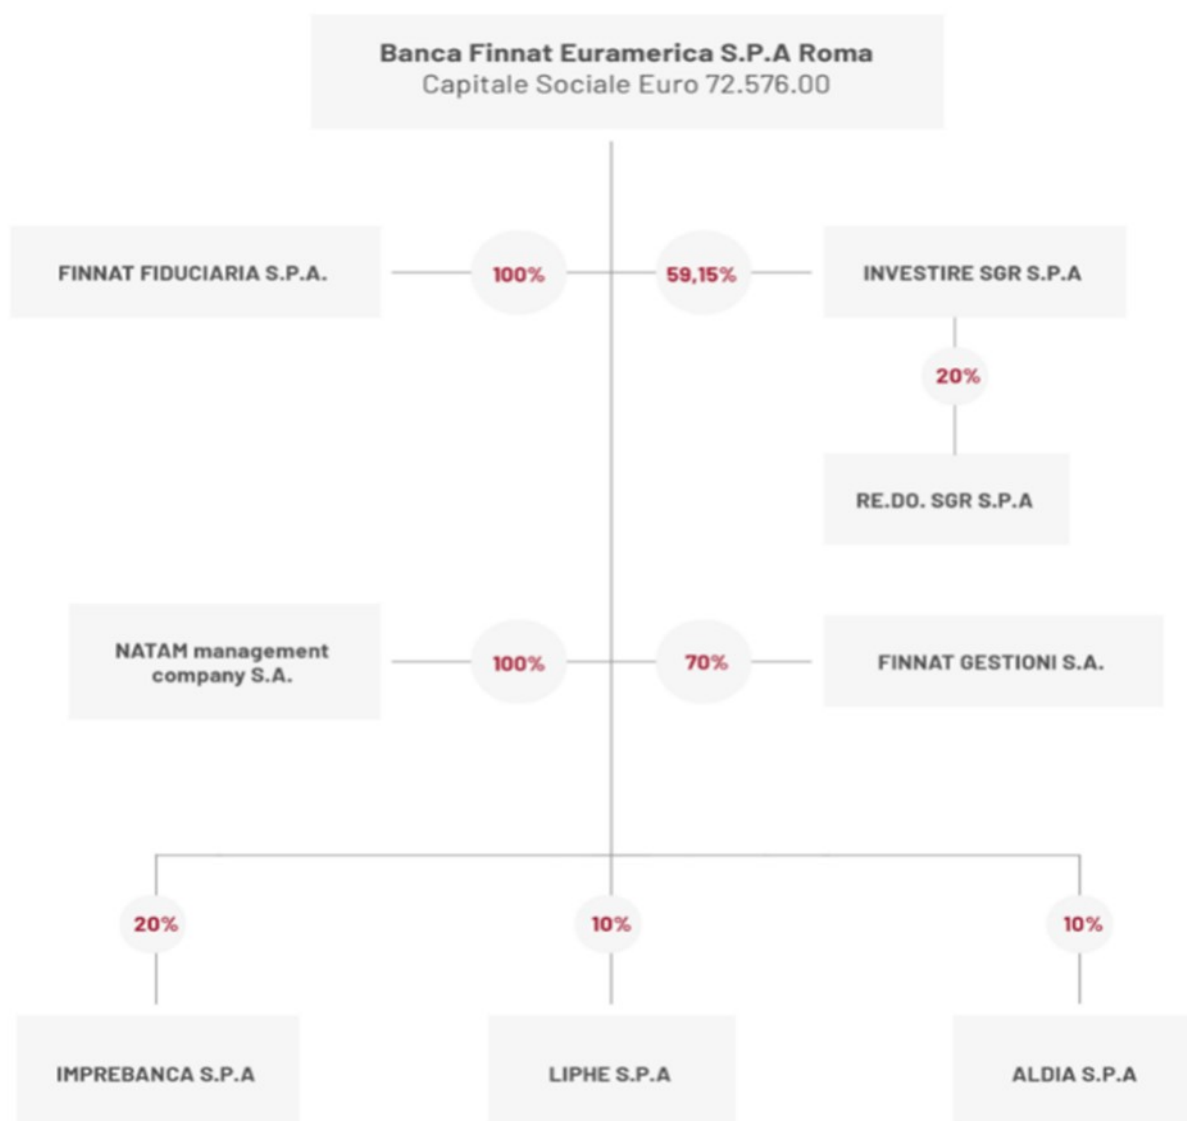 Banca Finnat Euramerica S.P.A Roma
Capitale Sociale Euro 72.576.00
FINNAT FIDUCIARIA S.P.A.
100%
59,15%
INVESTIRE SGR S.P.A
20%
RE.DO. SGR S.P.A
NATAM management
company S.A.
100%
70%
FINNAT GESTIONI S.A.
20%
10%
10%
IMPREBANCA S.P.A
LIPHE S.P.A
ALDIA S.P.A